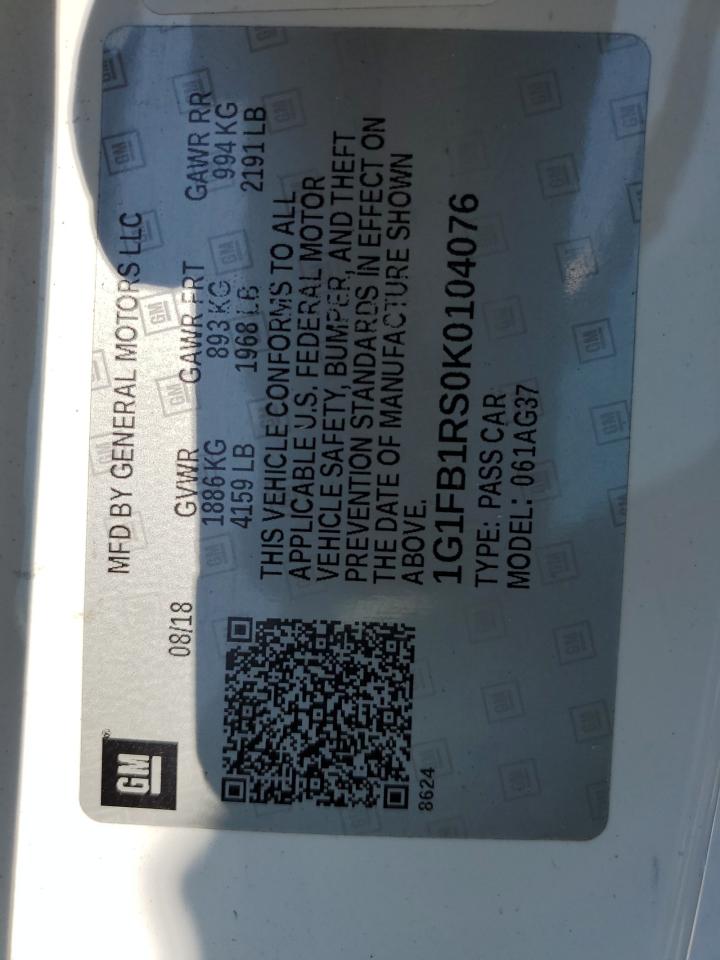 GM
MFD BY GENERAL MOTORS LLC
08/18 GVWR GAWR FRT GAWR RR
1886 KG 893 KG 994 KG
4159 LB 1968 LB 2191 LB
THIS VEHICLE CONFORMS TO ALL
APPLICABLE U.S. FEDERAL MOTOR
VEHICLE SAFETY, BUMPER, AND THEFT
PREVENTION STANDARDS IN EFFECT ON
THE DATE OF MANUFACTURE SHOWN
ABOVE.
1G1FB1RS0K0104076
TYPE: PASS CAR
MODEL: 061AG37
8624